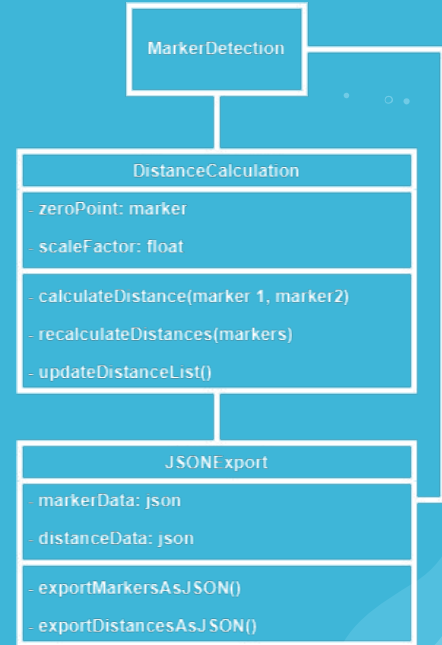 MarkerDetection
DistanceCalculation
- zeroPoint: marker
- scaleFactor: float
- calculateDistance(marker 1, marker2)
- recalculateDistances(markers)
- updateDistanceList()
JSONExport
- markerData: json
- distanceData: json
- exportMarkersAsJSON()
- exportDistancesAsJSON()